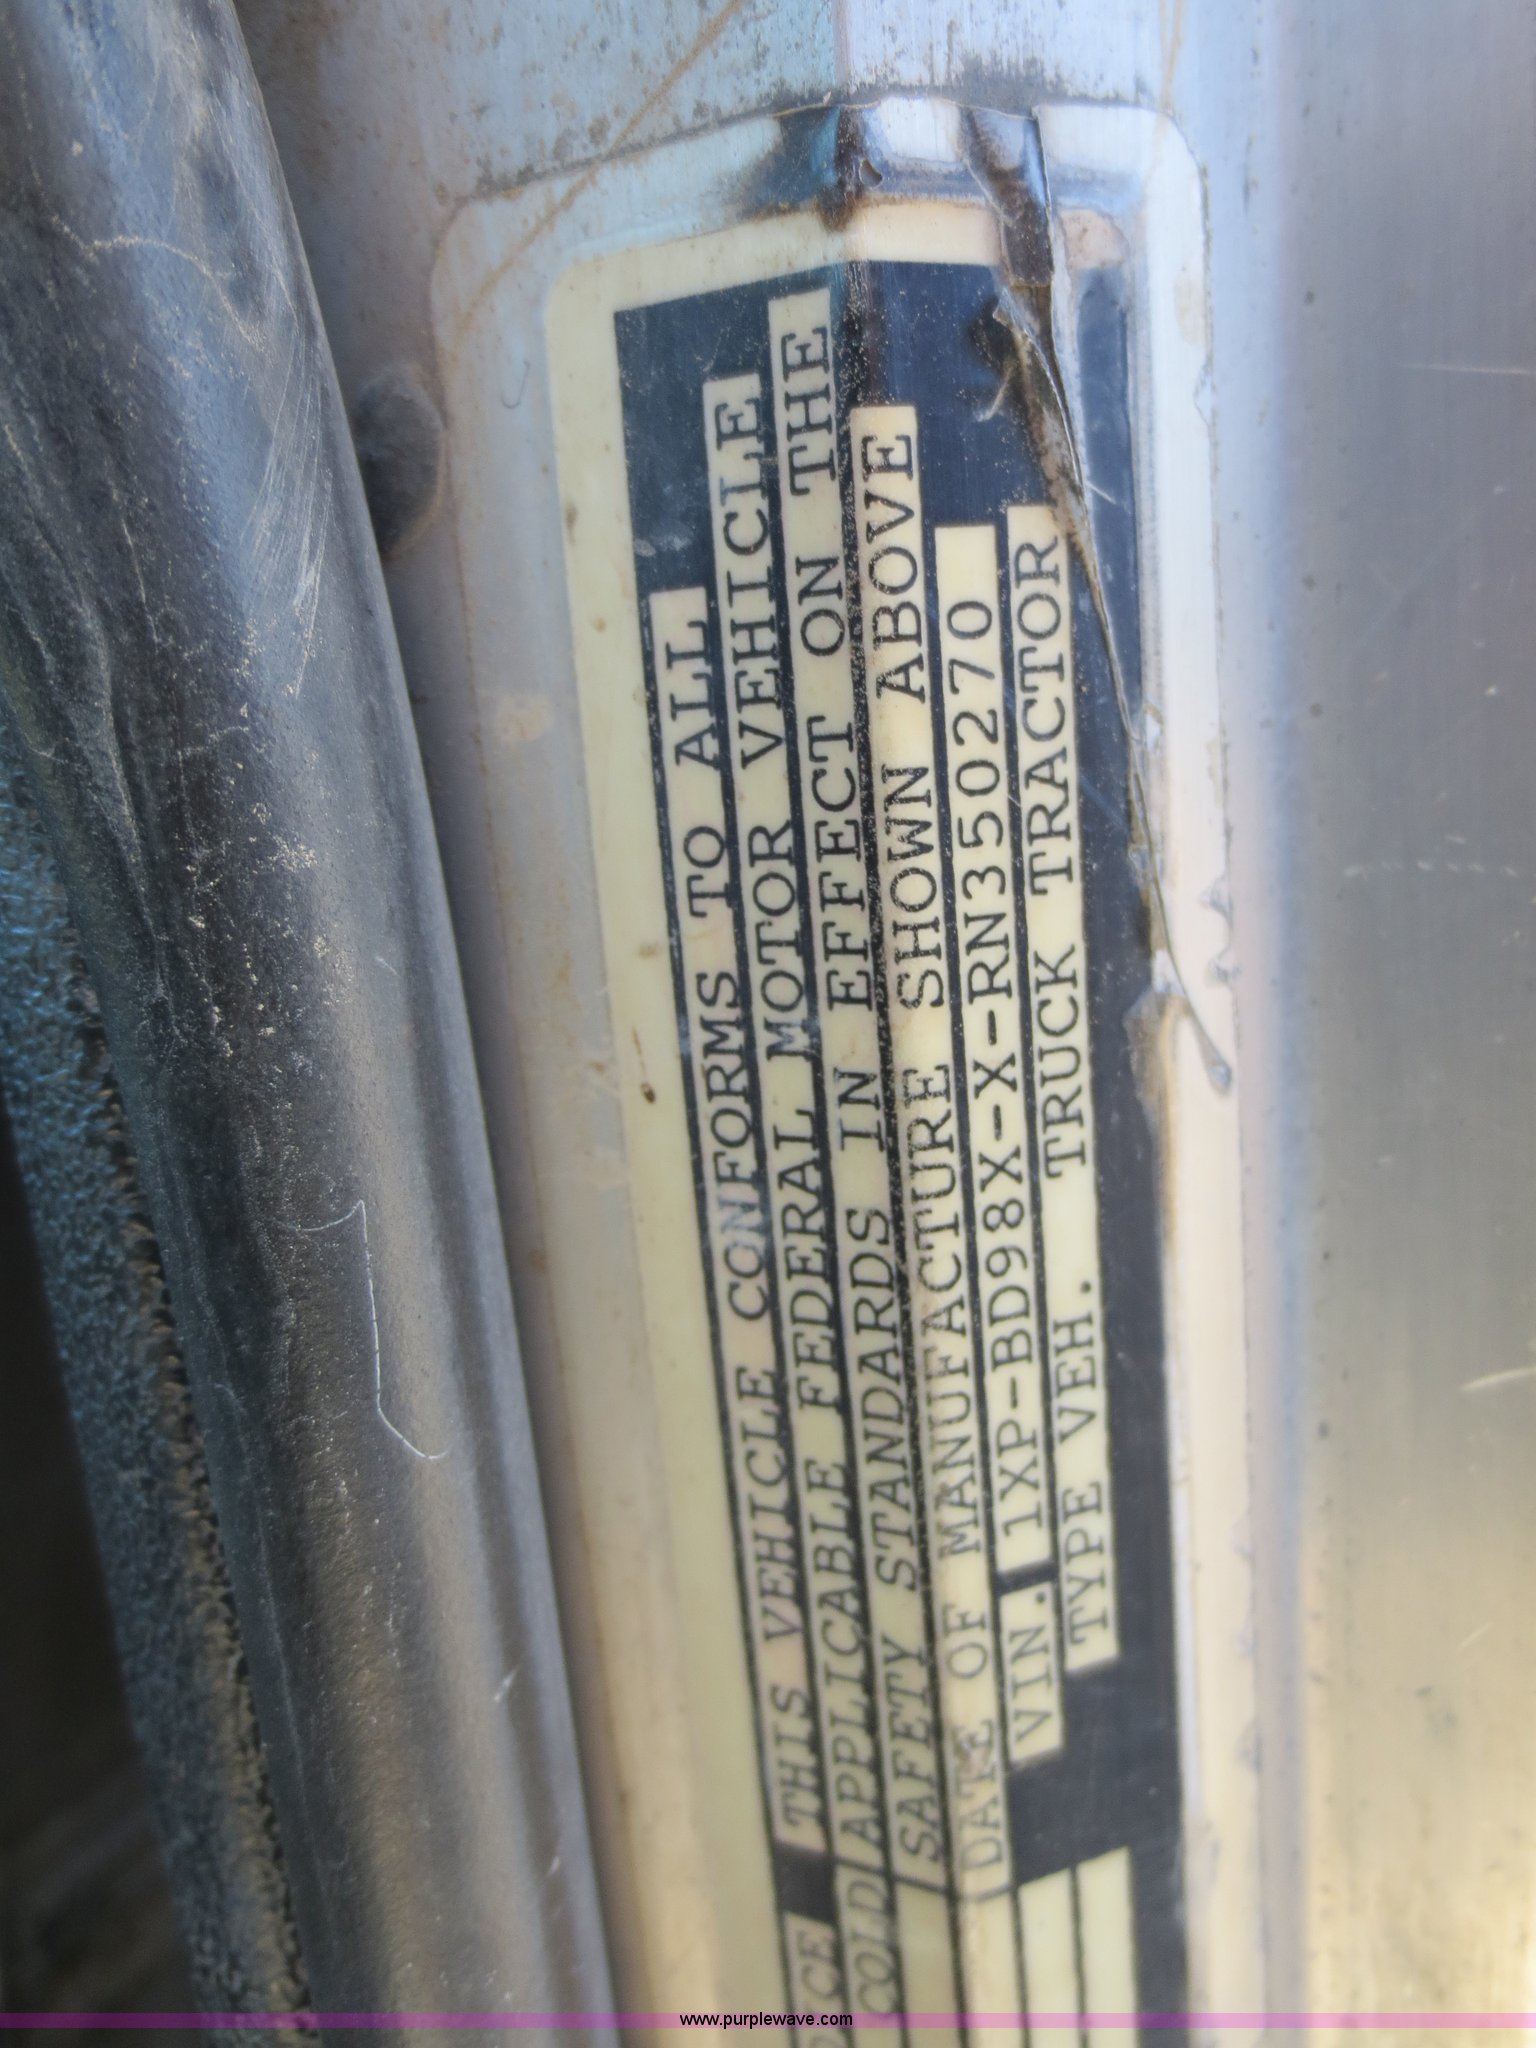 THIS VEHICLE CONFORMS TO ALL
APPLICABLE FEDERAL MOTOR VEHICLE
SAFETY STANDARDS IN EFFECT ON THE
DATE OF MANUFACTURE SHOWN ABOVE
VIN. 1XP-BD98X-X-RN350270
TYPE VEH. TRUCK TRACTOR
COLD
www.purplewave.com